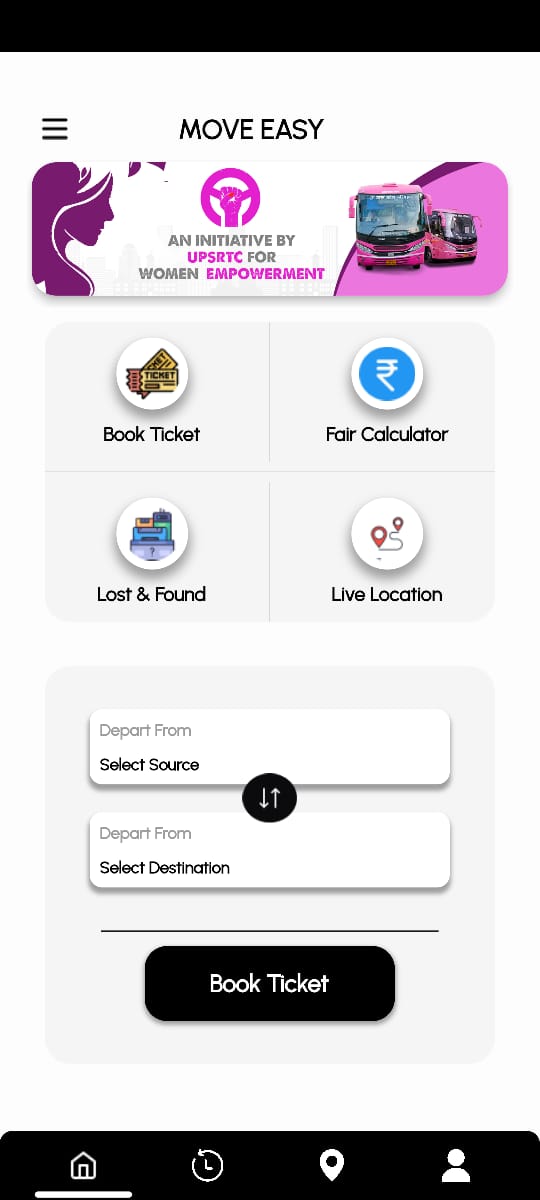 MOVE EASY
AN INITIATIVE BY
UPSRTC FOR
WOMEN EMPOWERMENT
TICKET
Book Ticket
Fair Calculator
?
Lost & Found
Live Location
Depart From
Select Source
Depart From
Select Destination
Book Ticket